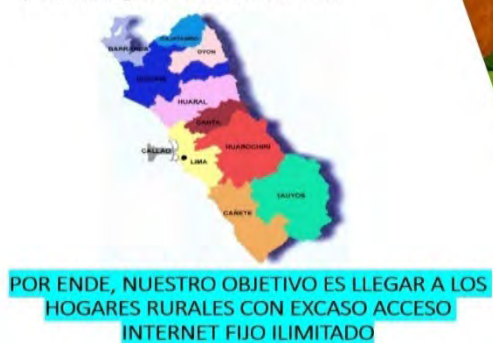 CAJATAMBO
BARRANCA
OYON
HUAURA
HUARAL
CANTA
CALLAO
HUAROCHIRI
LIMA
YAUYOS
CAÑETE
POR ENDE, NUESTRO OBJETIVO ES LLEGAR A LOS
HOGARES RURALES CON EXCASO ACCESO
INTERNET FIJO ILIMITADO